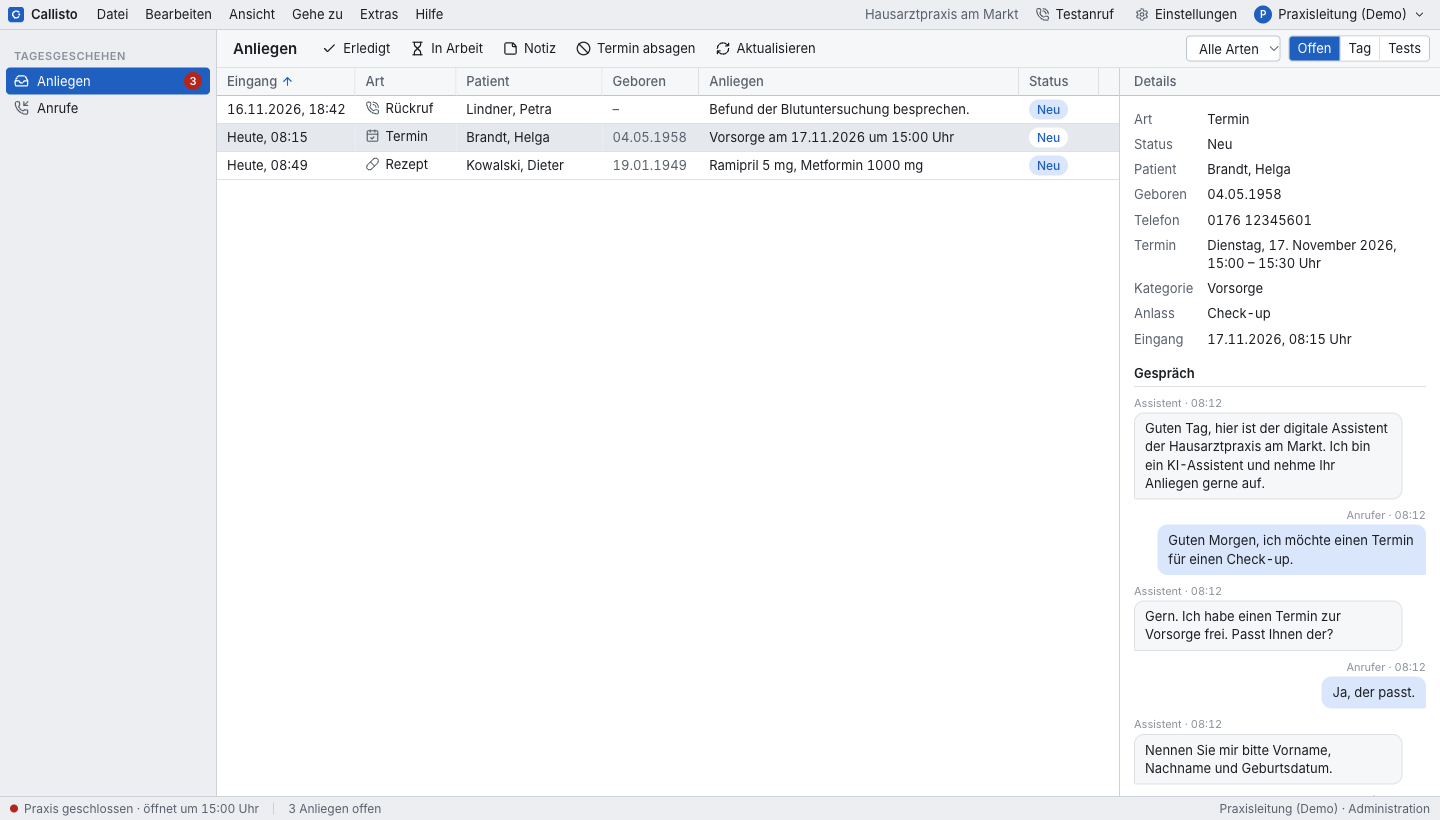 Callisto Datei Bearbeiten Ansicht Gehe zu Extras Hilfe Hausarztpraxis am Markt Testanruf Einstellungen P Praxisleitung (Demo)
TAGESGESCHEHEN
Anliegen 3
Anrufe
Anliegen Erledigt In Arbeit Notiz Termin absagen Aktualisieren Alle Arten Offen Tag Tests
Eingang Art Patient Geboren Anliegen Status
16.11.2026, 18:42 Rückruf Lindner, Petra – Befund der Blutuntersuchung besprechen. Neu
Heute, 08:15 Termin Brandt, Helga 04.05.1958 Vorsorge am 17.11.2026 um 15:00 Uhr Neu
Heute, 08:49 Rezept Kowalski, Dieter 19.01.1949 Ramipril 5 mg, Metformin 1000 mg Neu
Details
Art Termin
Status Neu
Patient Brandt, Helga
Geboren 04.05.1958
Telefon 0176 12345601
Termin Dienstag, 17. November 2026,
15:00 – 15:30 Uhr
Kategorie Vorsorge
Anlass Check-up
Eingang 17.11.2026, 08:15 Uhr
Gespräch
Assistent · 08:12
Guten Tag, hier ist der digitale Assistent
der Hausarztpraxis am Markt. Ich bin
ein KI-Assistent und nehme Ihr
Anliegen gerne auf.
Anrufer · 08:12
Guten Morgen, ich möchte einen Termin
für einen Check-up.
Assistent · 08:12
Gern. Ich habe einen Termin zur
Vorsorge frei. Passt Ihnen der?
Anrufer · 08:12
Ja, der passt.
Assistent · 08:12
Nennen Sie mir bitte Vorname,
Nachname und Geburtsdatum.
Praxis geschlossen · öffnet um 15:00 Uhr 3 Anliegen offen Praxisleitung (Demo) · Administration